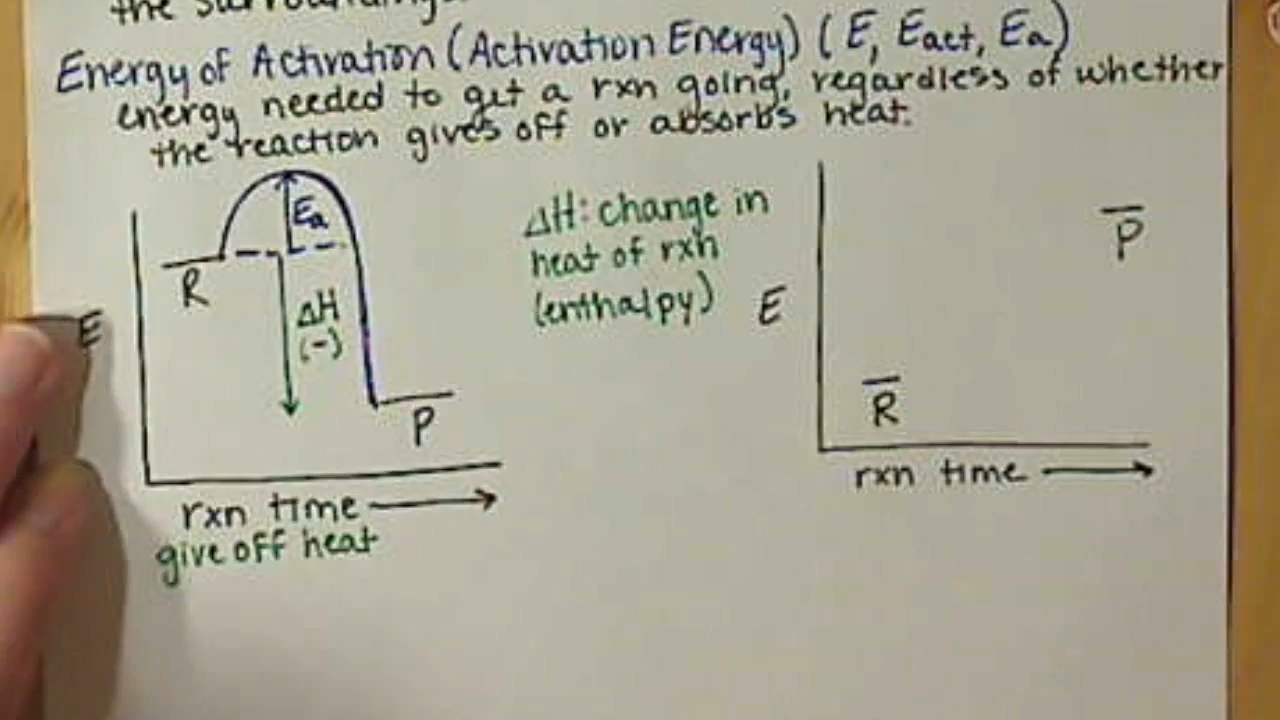 the surroundings
Energy of Activation (Activation Energy) (E, Eact, Ea)
energy needed to get a rxn going, regardless of whether
the reaction gives off or absorbs heat.
Ea
R
ΔH
(-)
E
P
rxn time
give off heat
ΔH: change in
heat of rxn
(enthalpy)
E
P
R
rxn time